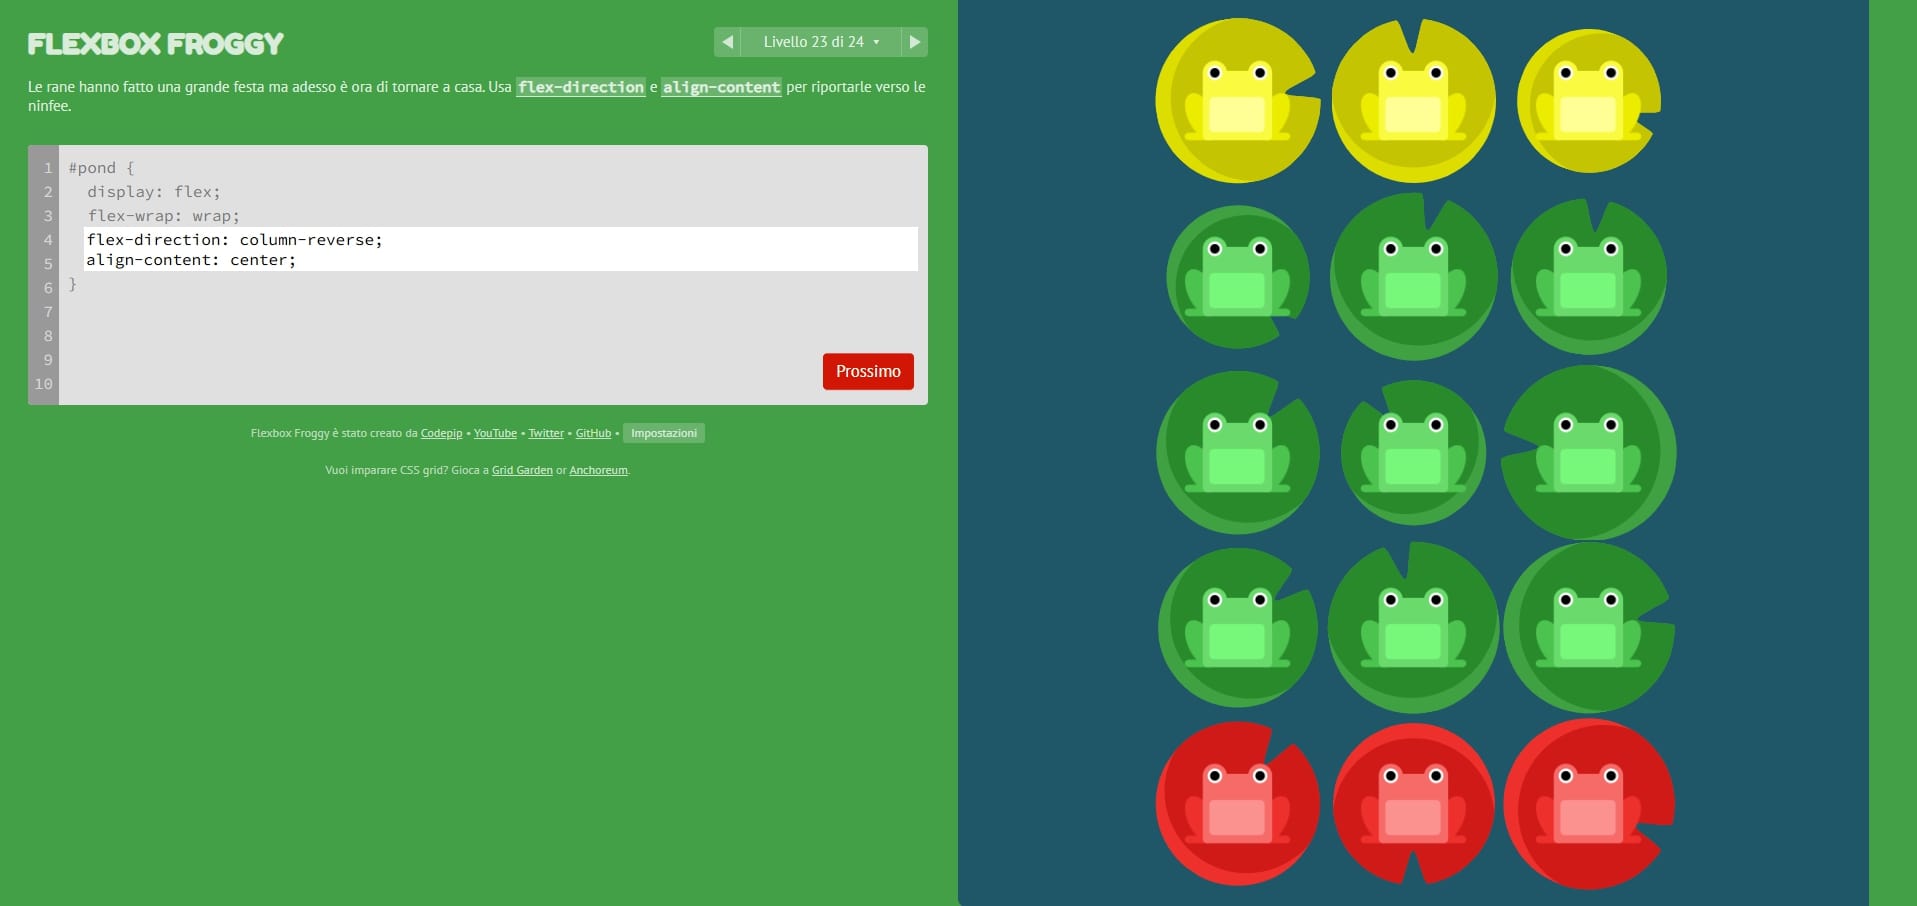 FLEXBOX FROGGY
Livello 23 di 24
Le rane hanno fatto una grande festa ma adesso è ora di tornare a casa. Usa flex-direction e align-content per riportarle verso le
ninfee.
1 #pond {
2 display: flex;
3 flex-wrap: wrap;
4 flex-direction: column-reverse;
5 align-content: center;
6 }
7
8
9
10
Prossimo
Flexbox Froggy è stato creato da Codepip • YouTube • Twitter • GitHub • Impostazioni
Vuoi imparare CSS grid? Gioca a Grid Garden or Anchoreum.